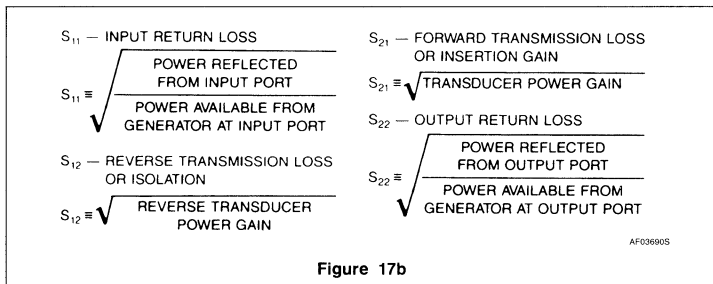 S11 — INPUT RETURN LOSS
S11 ≡ √
POWER REFLECTED
FROM INPUT PORT
POWER AVAILABLE FROM
GENERATOR AT INPUT PORT
S12 — REVERSE TRANSMISSION LOSS
OR ISOLATION
S12 ≡ √ REVERSE TRANSDUCER
POWER GAIN
S21 — FORWARD TRANSMISSION LOSS
OR INSERTION GAIN
S21 ≡ √ TRANSDUCER POWER GAIN
S22 — OUTPUT RETURN LOSS
S22 ≡ √
POWER REFLECTED
FROM OUTPUT PORT
POWER AVAILABLE FROM
GENERATOR AT OUTPUT PORT
AF03690S
Figure 17b